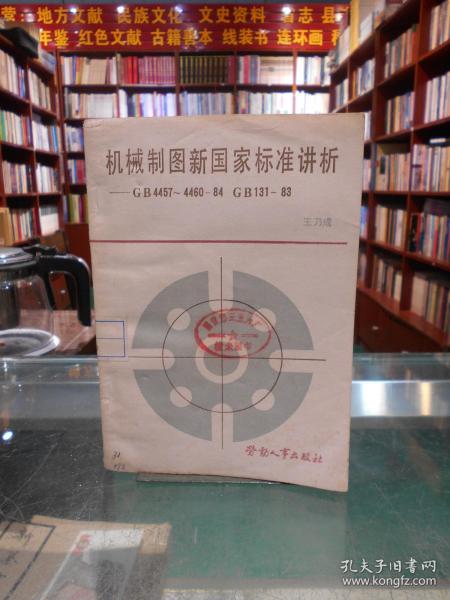 营：地方文献 民族文化 文史资料 省志 县
年鉴 红色文献 古籍善本 线装书 连环画
机械制图新国家标准讲析
——GB4457～4460-84 GB131-83
王乃成
劳动人事出版社
31
孔夫子旧书网
www.kongfz.com